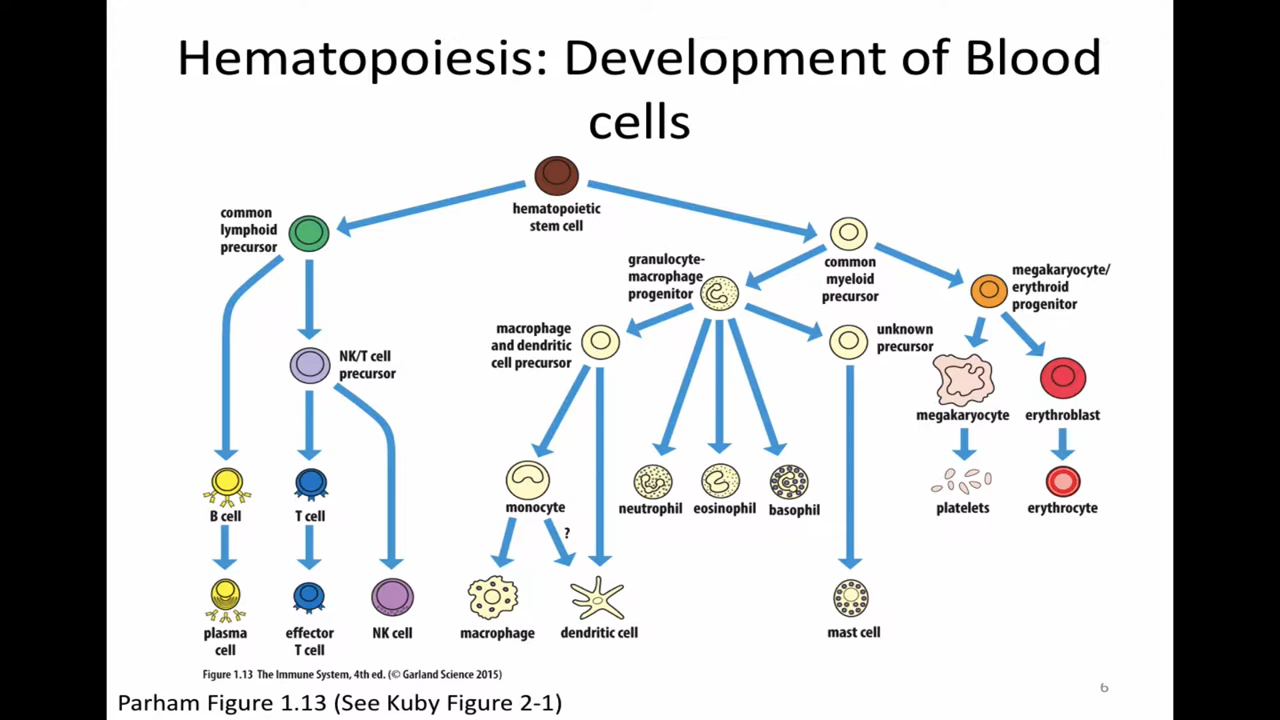 Hematopoiesis: Development of Blood
cells
hematopoietic
stem cell
common
lymphoid
precursor
common
myeloid
precursor
granulocyte-
macrophage
progenitor
megakaryocyte/
erythroid
progenitor
macrophage
and dendritic
cell precursor
unknown
precursor
NK/T cell
precursor
megakaryocyte
erythroblast
B cell
T cell
monocyte
neutrophil
eosinophil
basophil
platelets
erythrocyte
?
plasma
cell
effector
T cell
NK cell
macrophage
dendritic cell
mast cell
Figure 1.13 The Immune System, 4th ed. (© Garland Science 2015)
Parham Figure 1.13 (See Kuby Figure 2-1)
6